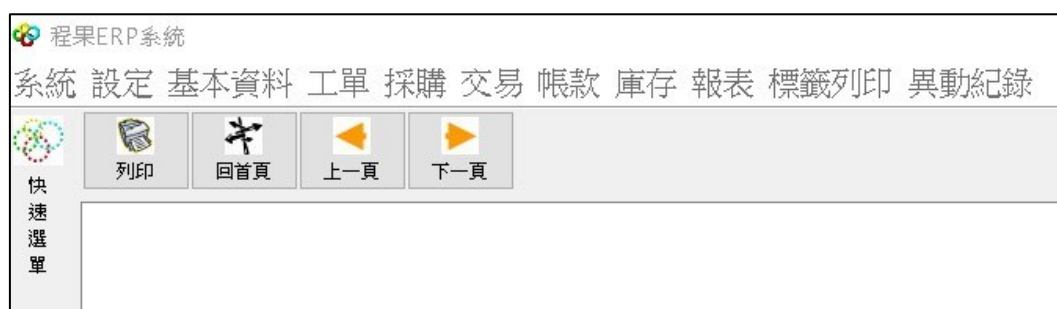 程果ERP系統
系統 設定 基本資料 工單 採購 交易 帳款 庫存 報表 標籤列印 異動紀錄
列印 回首頁 上一頁 下一頁
快速選單